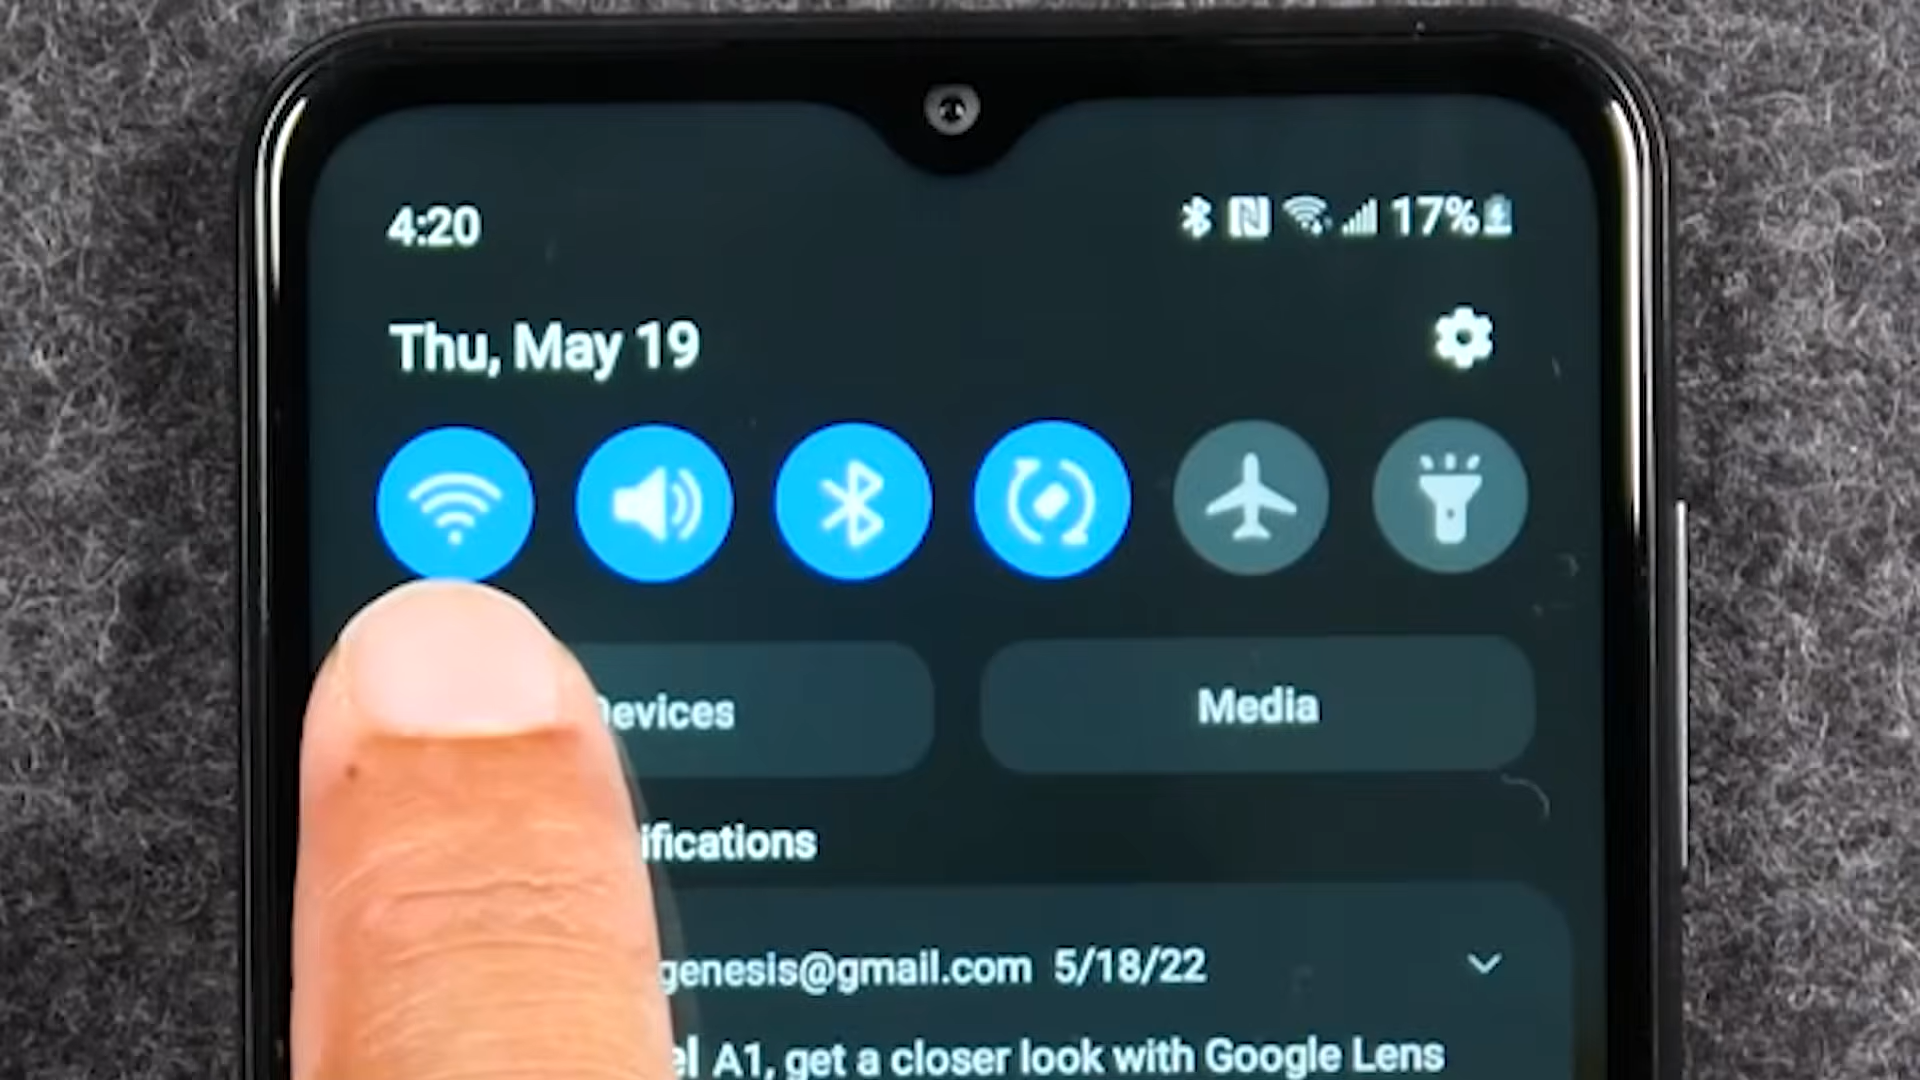 4:20 17%
Thu, May 19
Devices Media
ifications
genesis@gmail.com 5/18/22
el A1, get a closer look with Google Lens